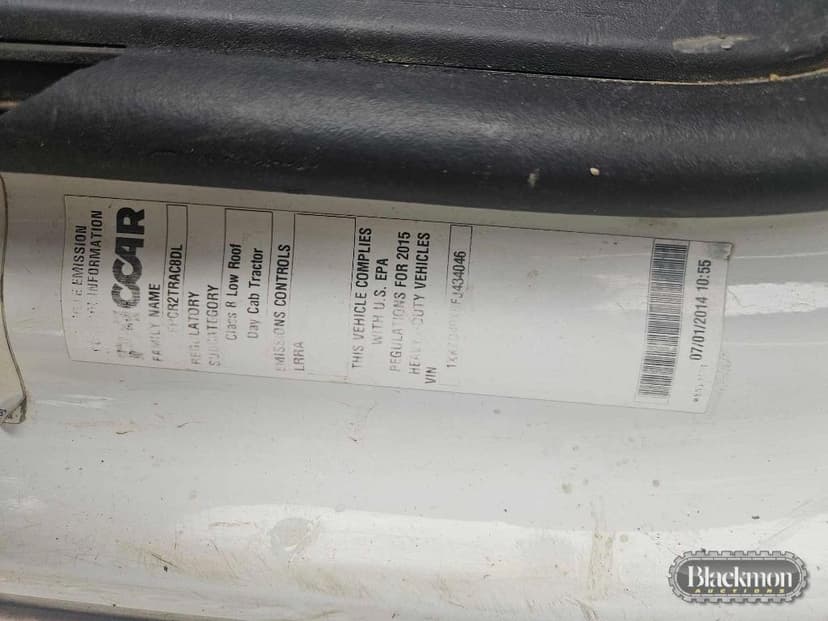 EMISSION
INFORMATION
PACCAR
FAMILY NAME
REGULATORY
SUBCATEGORY
Class 8 Low Roof
Day Cab Tractor
EMISSIONS CONTROLS
LRRA
THIS VEHICLE COMPLIES
WITH U.S. EPA
REGULATIONS FOR 2015
HEAVY-DUTY VEHICLES
VIN
07/01/2014 10:55
Blackmon
AUCTIONS